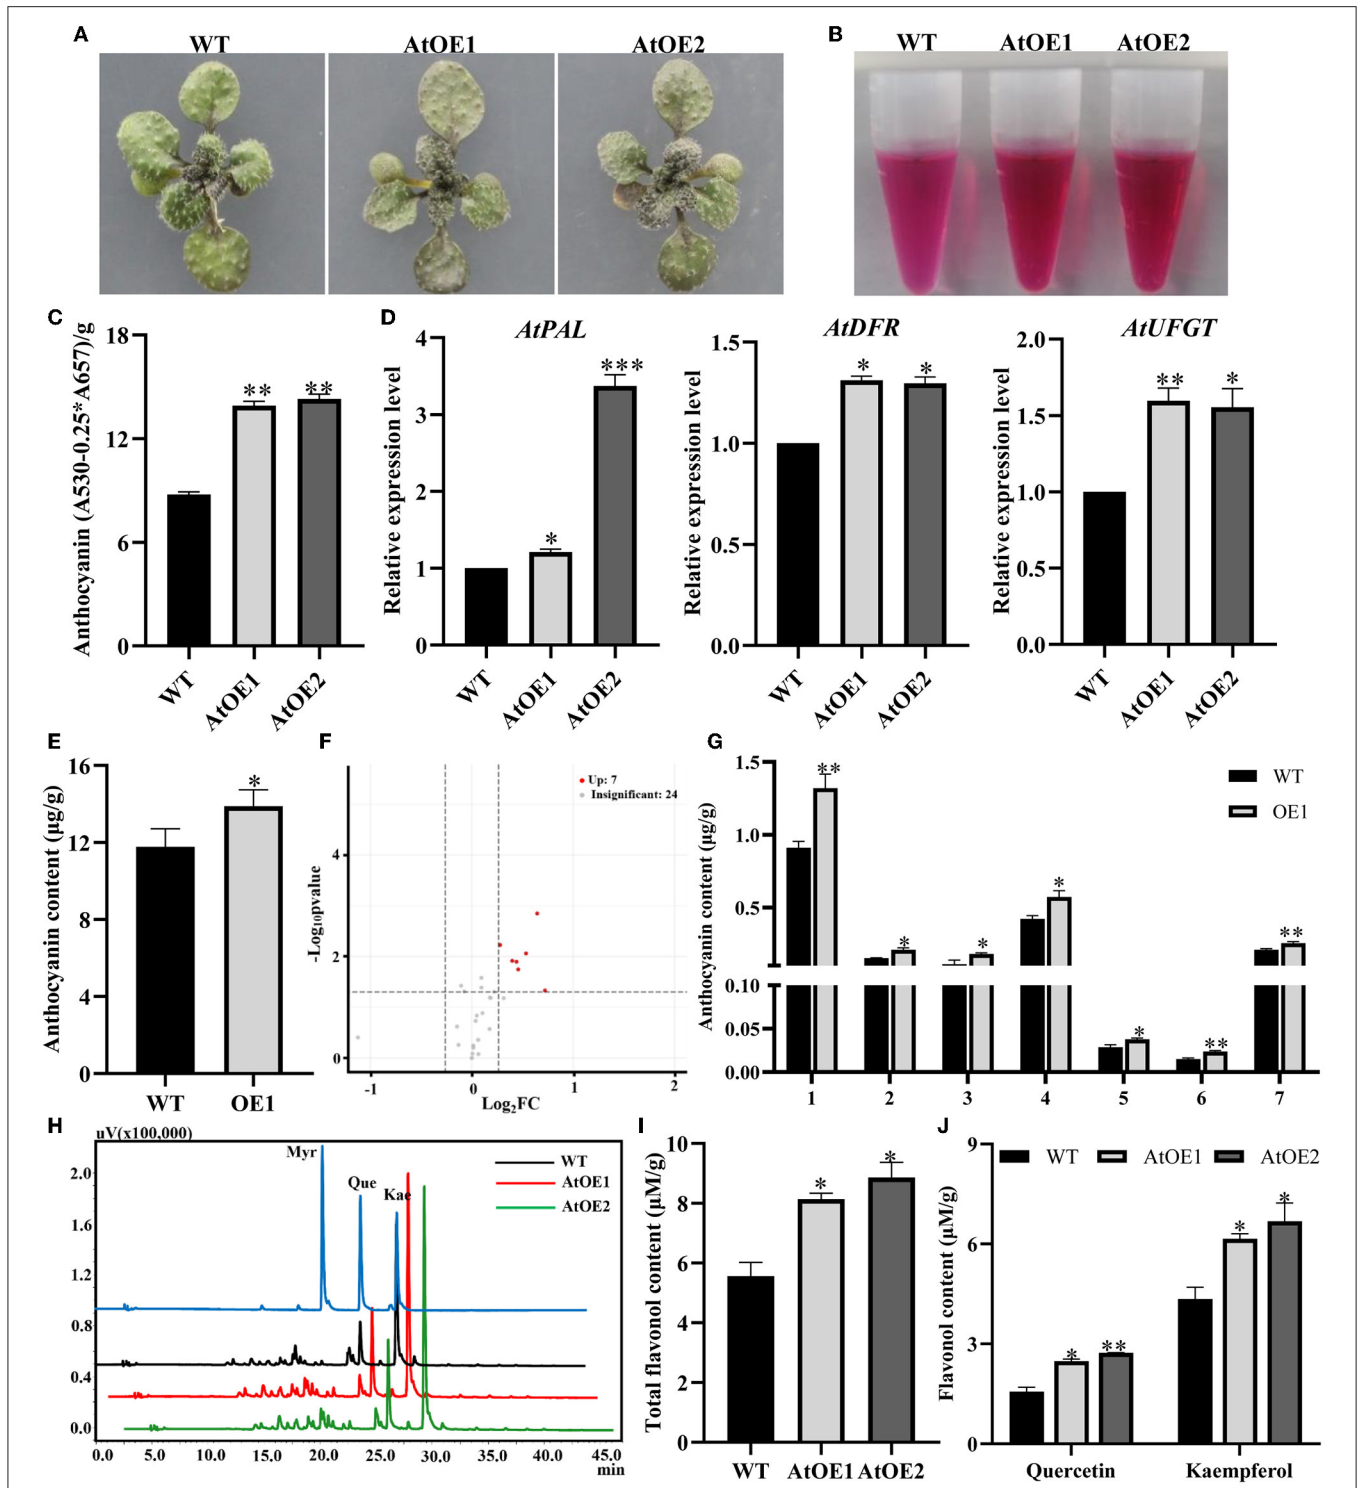 A
WT
AtOE1
AtOE2
B
WT
AtOE1
AtOE2
C
Anthocyanin (A530-0.25*A657)/g
18
12
6
0
**
**
WT
AtOE1
AtOE2
D
AtPAL
Relative expression level
4
3
2
1
0
*
***
WT
AtOE1
AtOE2
AtDFR
Relative expression level
1.5
1.0
0.5
0.0
*
*
WT
AtOE1
AtOE2
AtUFGT
Relative expression level
2.0
1.5
1.0
0.5
0.0
**
*
WT
AtOE1
AtOE2
E
Anthocyanin content (µg/g)
16
12
8
4
0
*
WT
OE1
F
-Log10pvalue
4
2
0
Up: 7
Insignificant: 24
-1
0
1
2
Log2FC
G
Anthocyanin content (µg/g)
1.5
1.0
0.5
0.10
0.05
0.00
WT
OE1
**
*
*
*
*
**
**
1
2
3
4
5
6
7
H
uV(x100,000)
2.0
1.6
1.2
0.8
0.4
0.0
Myr
Que
Kae
WT
AtOE1
AtOE2
0.0
5.0
10.0
15.0
20.0
25.0
30.0
35.0
40.0
45.0
min
I
Total flavonol content (µM/g)
10
8
6
4
2
0
*
*
WT
AtOE1
AtOE2
J
Flavonol content (µM/g)
9
6
3
0
WT
AtOE1
AtOE2
*
**
*
*
Quercetin
Kaempferol